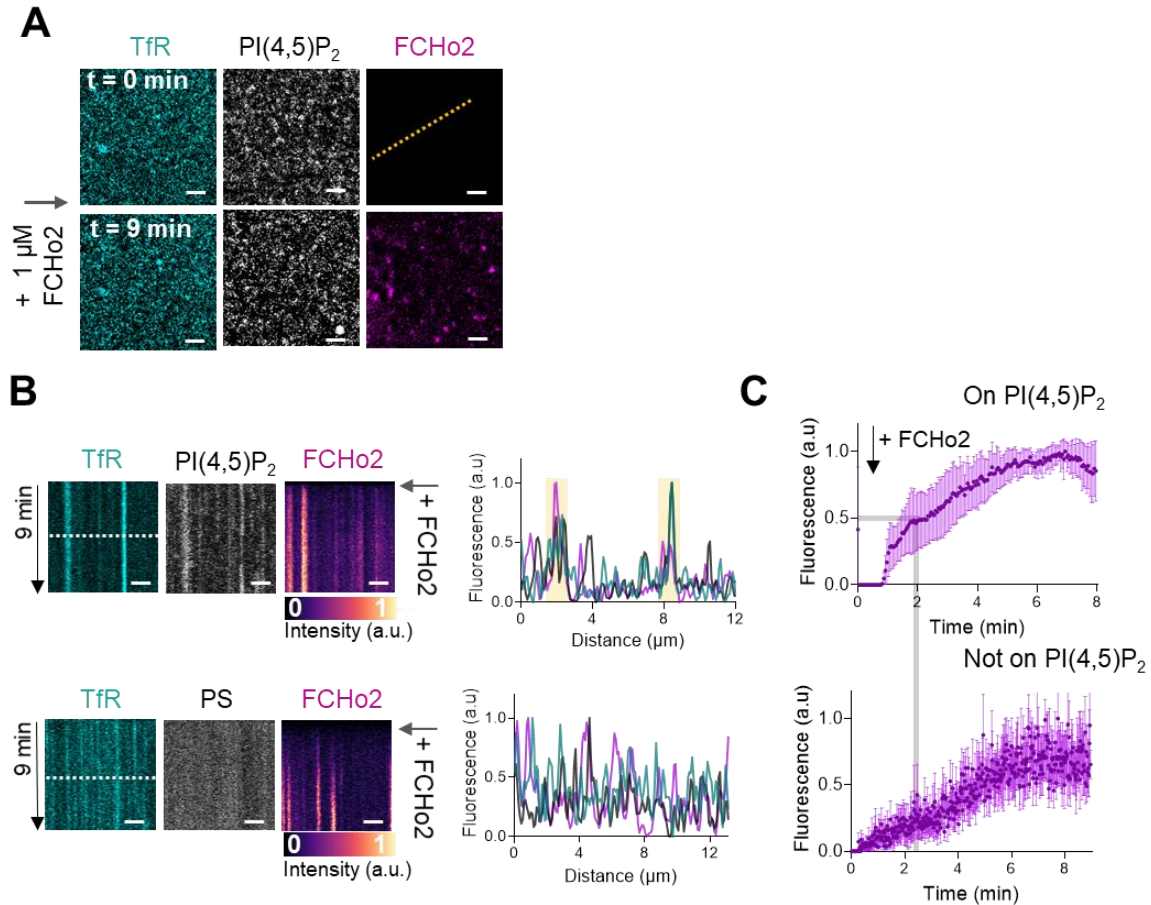 A
TfR PI(4,5)P₂ FCHo2
t = 0 min
+ 1 µM
FCHo2
t = 9 min
B
TfR PI(4,5)P₂ FCHo2
9 min
+ FCHo2
0 1
Intensity (a.u.)
Fluorescence (a.u)
1.0
0.5
0.0
0 4 8 12
Distance (µm)
TfR PS FCHo2
9 min
+ FCHo2
0 1
Intensity (a.u.)
Fluorescence (a.u)
1.0
0.5
0.0
0 5 10
Distance (µm)
C
On PI(4,5)P₂
+ FCHo2
Fluorescence (a.u)
1.0
0.5
0.0
0 2 4 6 8
Time (min)
Not on PI(4,5)P₂
Fluorescence (a.u)
1.0
0.5
0.0
0 2 4 6 8
Time (min)